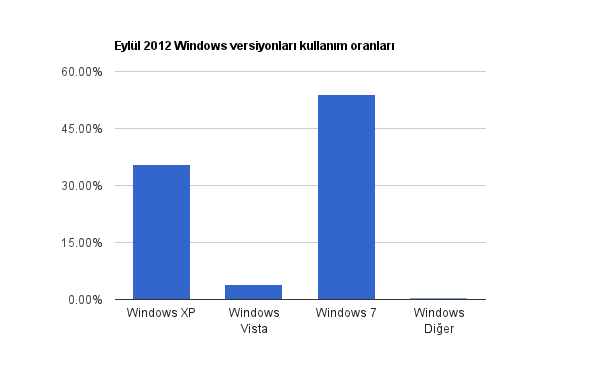 Eylül 2012 Windows versiyonları kullanım oranları
60.00%
45.00%
30.00%
15.00%
0.00%
Windows XP
Windows
Vista
Windows 7
Windows
Diğer